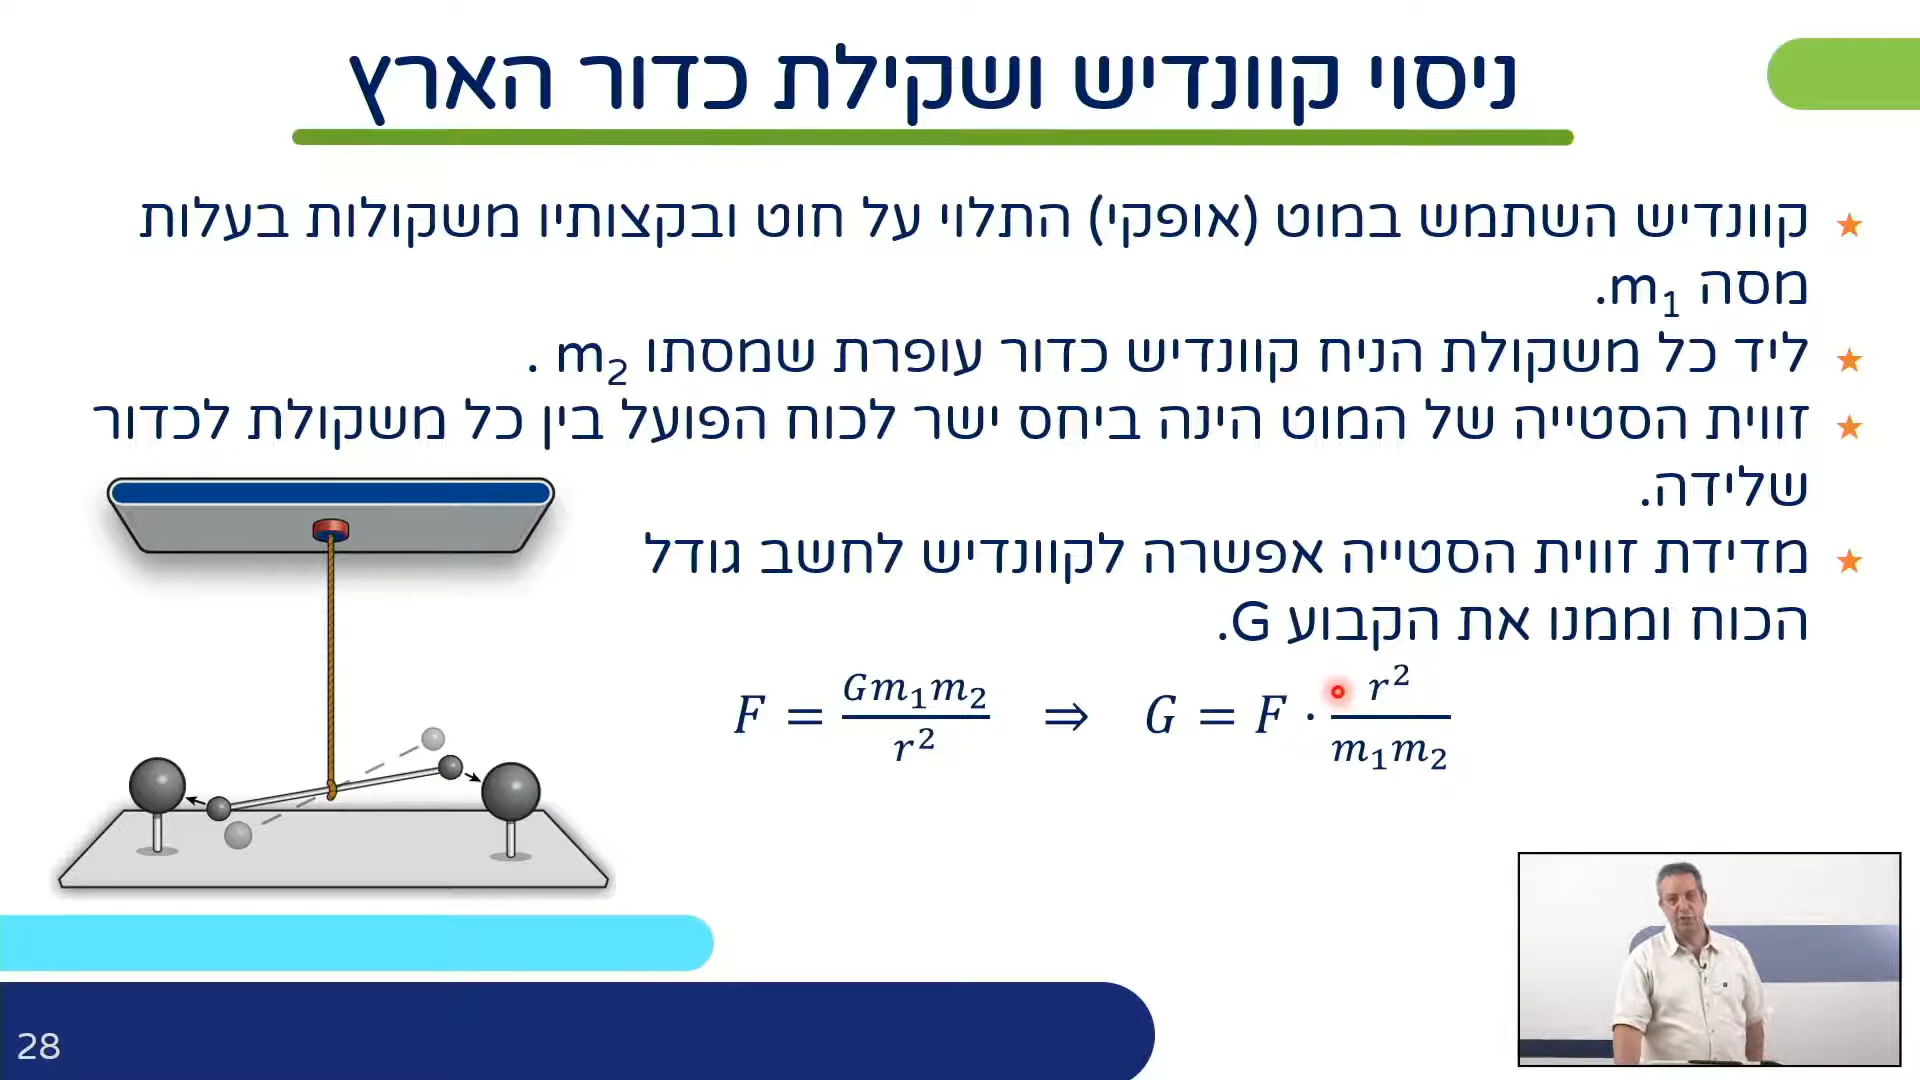 ניסוי קוונדיש ושקילת כדור הארץ
קוונדיש השתמש במוט (אופקי) התלוי על חוט ובקצותיו משקולות בעלות
מסה m₁.
ליד כל משקולת הניח קוונדיש כדור עופרת שמסתו m₂ .
זווית הסטייה של המוט הינה ביחס ישר לכוח הפועל בין כל משקולת לכדור
שלידה.
מדידת זווית הסטייה אפשרה לקוונדיש לחשב גודל
הכוח וממנו את הקבוע G.
F = Gm₁m₂/r² ⇒ G = F · r²/m₁m₂
28